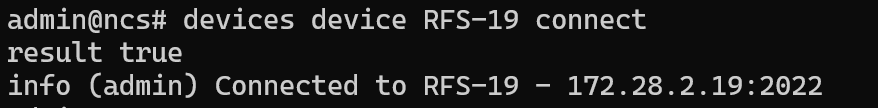 admin@ncs# devices device RFS-19 connect
result true
info (admin) Connected to RFS-19 - 172.28.2.19:2022